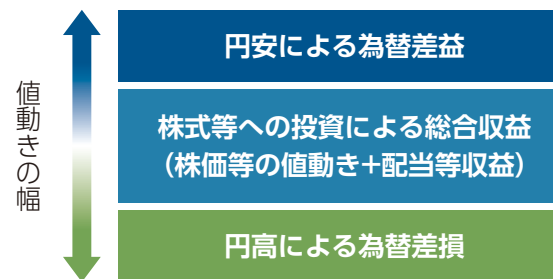 値動きの幅
円安による為替差益
株式等への投資による総合収益
（株価等の値動き+配当等収益）
円高による為替差損